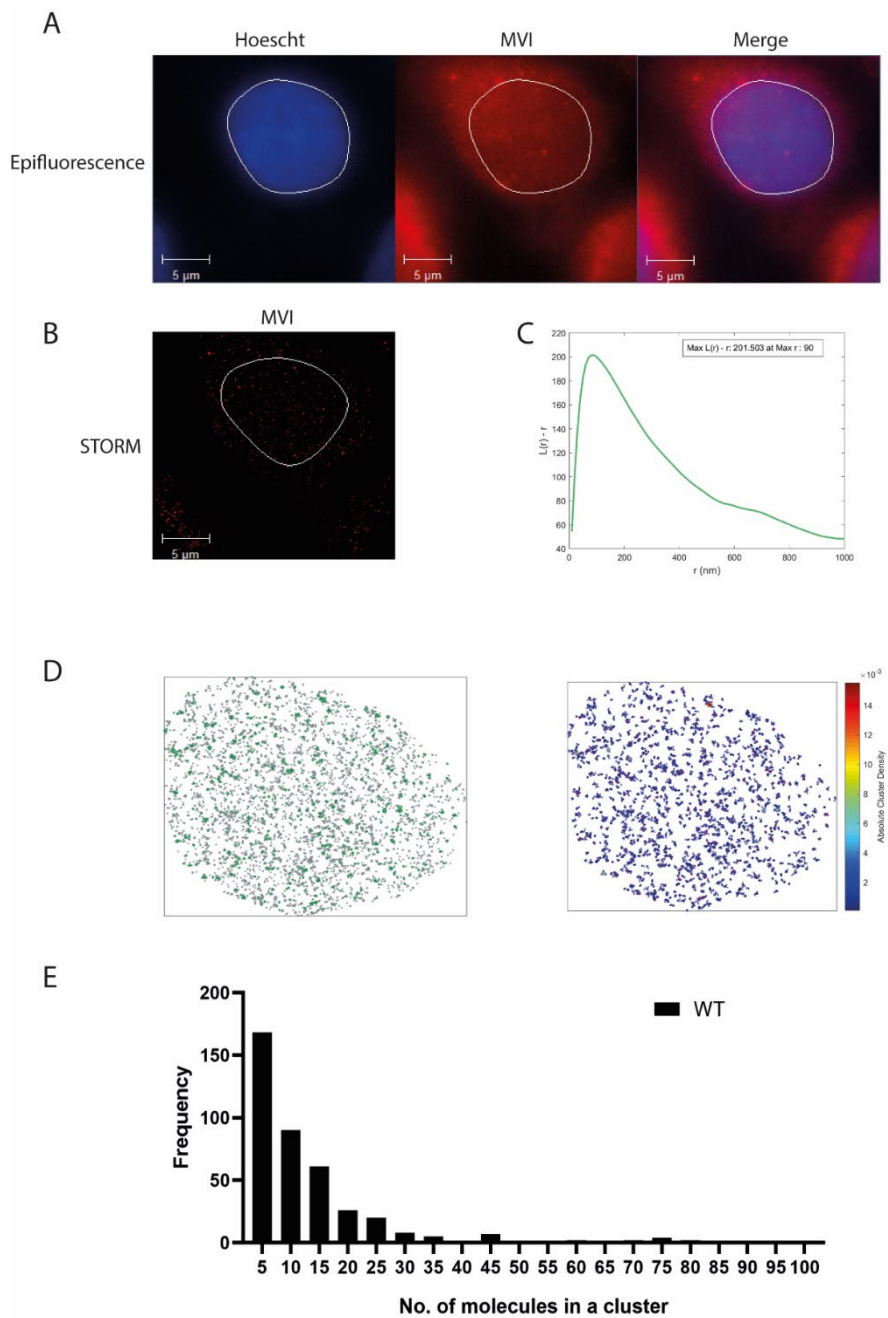 A
Hoescht MVI Merge
Epifluorescence
5 µm 5 µm 5 µm
B
MVI
STORM
5 µm
C
Max L(r) - r: 201.503 at Max r : 90
220
200
180
160
140
120
100
80
60
40
L(r) - r
0 200 400 600 800 1000
r (nm)
D
×10⁻³
14
12
10
8
6
4
2
Absolute Cluster Density
E
WT
200
150
100
50
0
Frequency
5 10 15 20 25 30 35 40 45 50 55 60 65 70 75 80 85 90 95 100
No. of molecules in a cluster